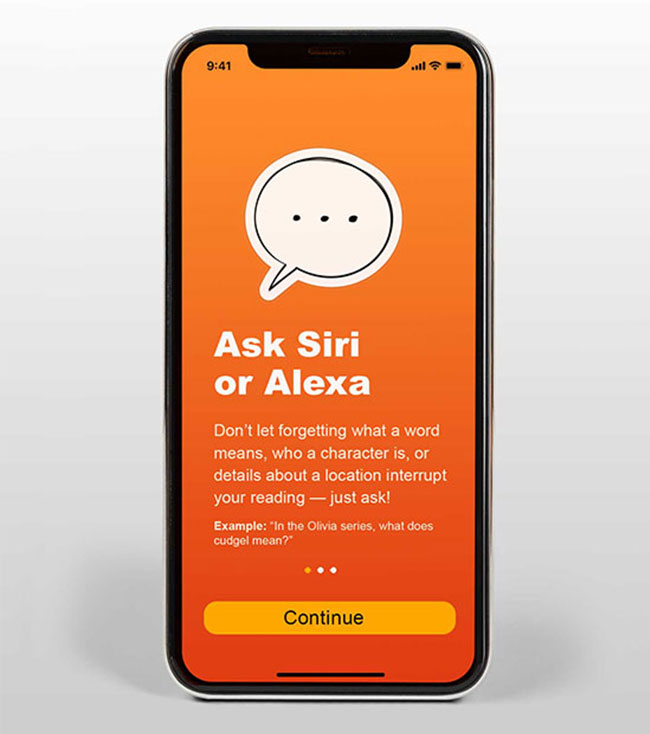 9:41
Ask Siri
or Alexa
Don’t let forgetting what a word
means, who a character is, or
details about a location interrupt
your reading — just ask!
Example: “In the Olivia series, what does
cudgel mean?”
Continue